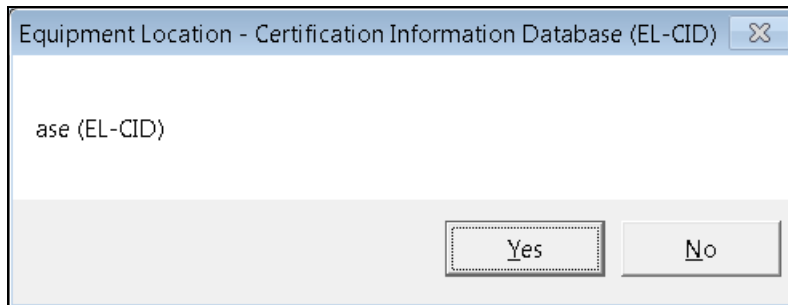 Equipment Location - Certification Information Database (EL-CID)
ase (EL-CID)
Yes
No